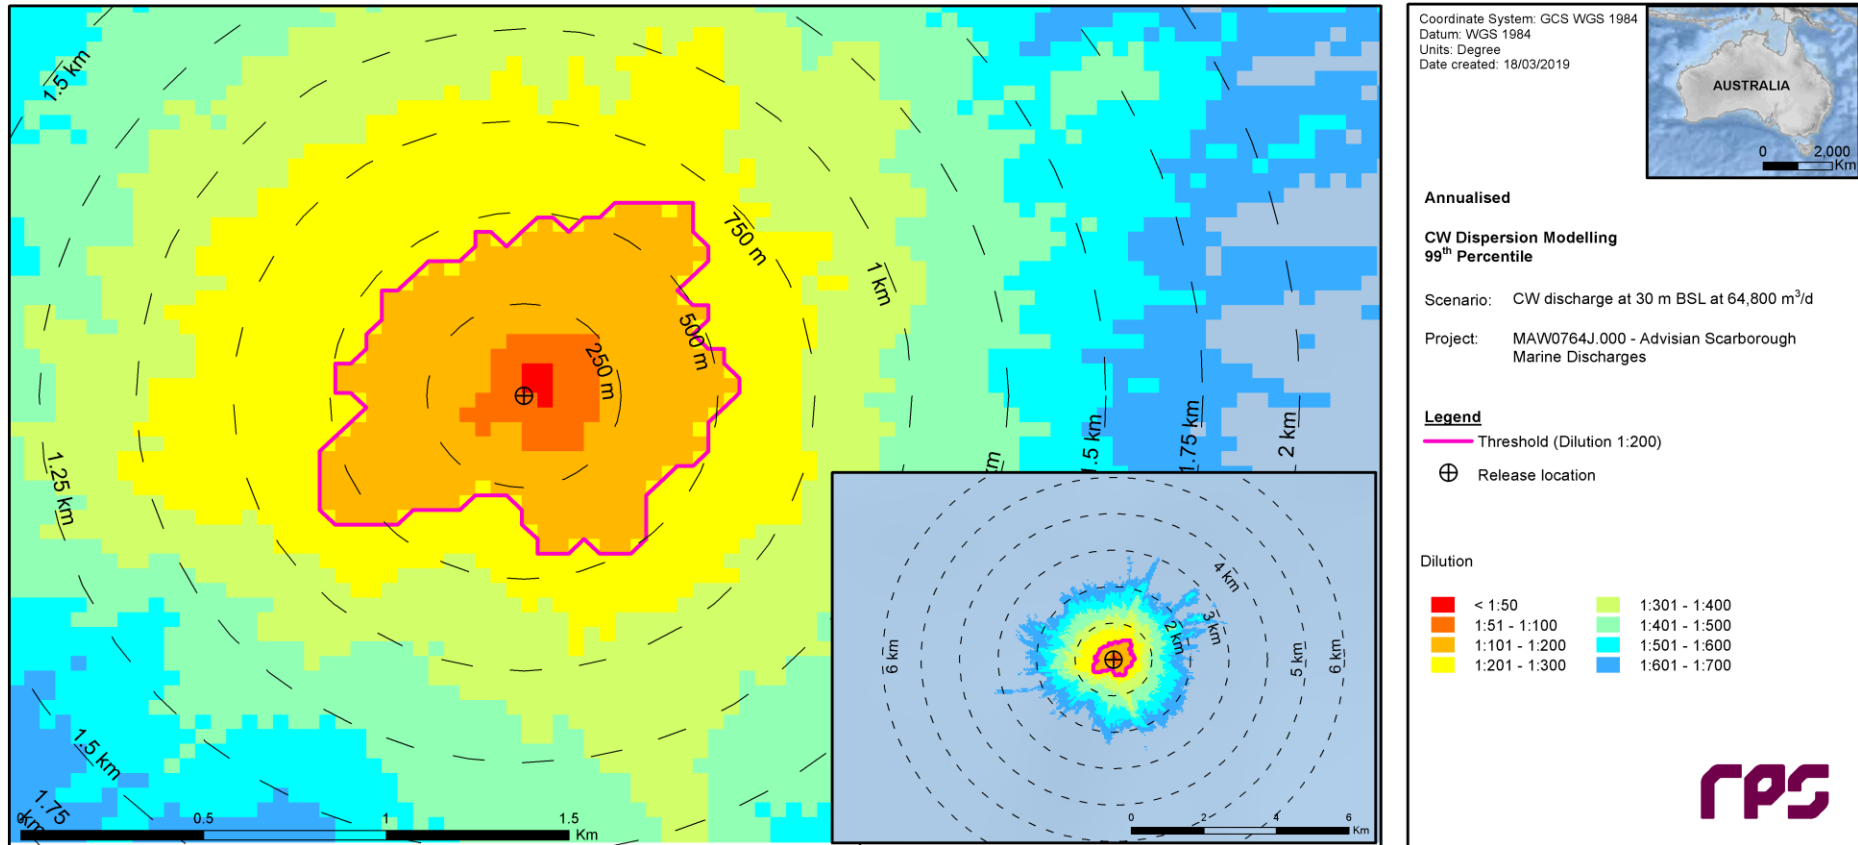 1.5 km
750 m
1 km
500 m
250 m
1.25 km
km
1.5 km
1.75 km
2 km
1.5 km
1.75
km
0
0.5
1
1.5
Km
4 km
3 km
2 km
6 km
5 km
6 km
0
2
4
6
Km
Coordinate System: GCS WGS 1984
Datum: WGS 1984
Units: Degree
Date created: 18/03/2019
AUSTRALIA
0
2,000
Km
Annualised
CW Dispersion Modelling
99th Percentile
Scenario: CW discharge at 30 m BSL at 64,800 m³/d
Project: MAW0764J.000 - Advisian Scarborough
Marine Discharges
Legend
Threshold (Dilution 1:200)
Release location
Dilution
< 1:50
1:51 - 1:100
1:101 - 1:200
1:201 - 1:300
1:301 - 1:400
1:401 - 1:500
1:501 - 1:600
1:601 - 1:700
rps